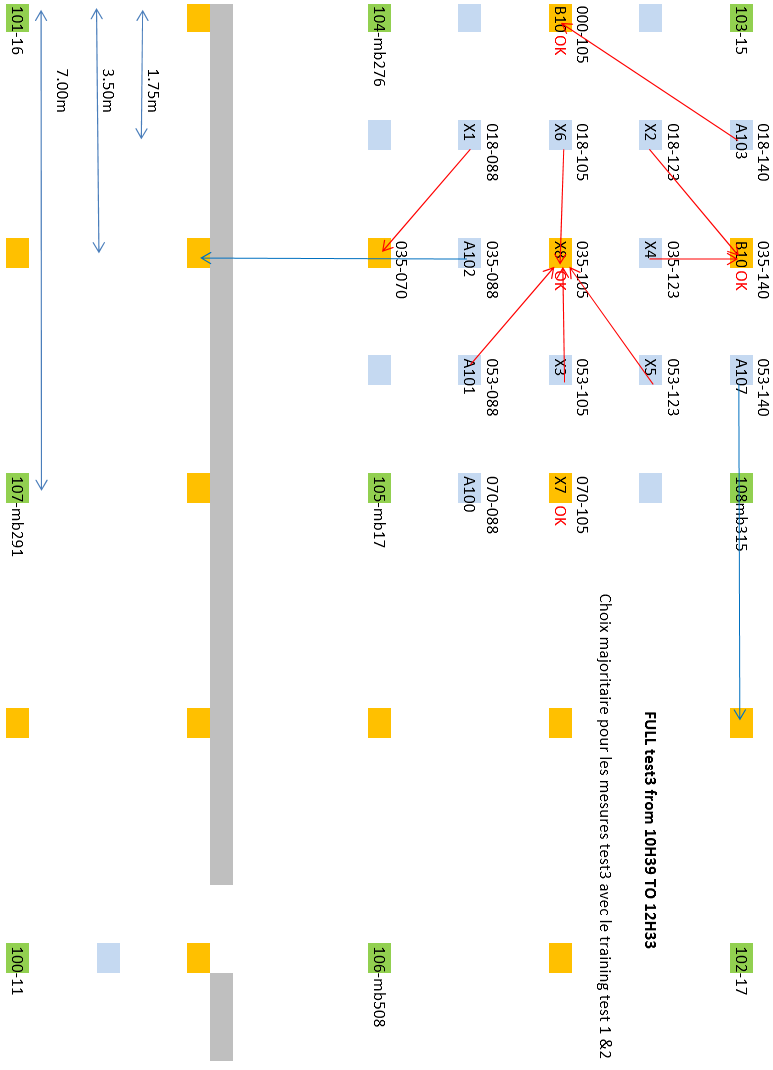 018-140 035-140 053-140
103-15 A103 B10 OK A107 108mb315 102-17
018-123 035-123 053-123
X2 X4 X5 FULL test3 from 10H39 TO 12H33
Choix majoritaire pour les mesures test3 avec le training test 1 &2
000-105 018-105 035-105 053-105 070-105
B10 OK X6 X8 OK X3 X7 OK
018-088 035-088 053-088 070-088
X1 A102 A101 A100
035-070
104-mb276 105-mb17 106-mb508
1.75m
3.50m
7.00m
101-16 107-mb291 100-11